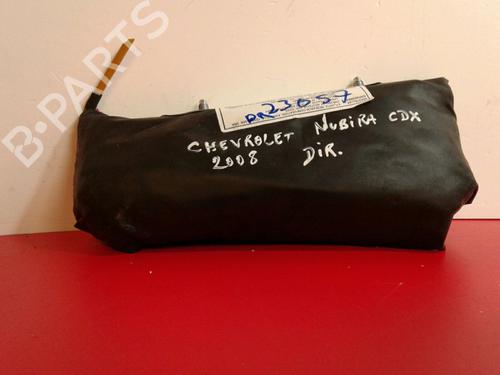 B-PARTS
PR23057
CHEVROLET NUBIRA CDX
2008 DIR.